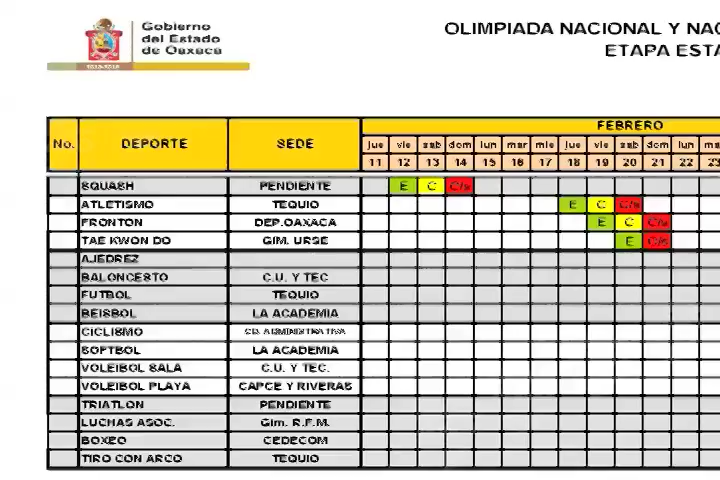 Gobierno
del Estado
de Oaxaca
OLIMPIADA NACIONAL Y NAC
ETAPA ESTA
No. DEPORTE SEDE FEBRERO
jue vie sab dom lun mar mie jue vie sab dom lun ma
11 12 13 14 15 16 17 18 19 20 21 22 23
SQUASH PENDIENTE E C C/s
ATLETISMO TEQUIO E C C/s
FRONTON DEP.OAXACA E C C/s
TAE KWON DO GIM. URSE E C/s
AJEDREZ
BALONCESTO C.U. Y TEC
FUTBOL TEQUIO
BEISBOL LA ACADEMIA
CICLISMO CD. ADMINISTRATIVA
SOFTBOL LA ACADEMIA
VOLEIBOL SALA C.U. Y TEC.
VOLEIBOL PLAYA CAPCE Y RIVERAS
TRIATLON PENDIENTE
LUCHAS ASOC. Gim. R.F.M.
BOXEO CEDECOM
TIRO CON ARCO TEQUIO